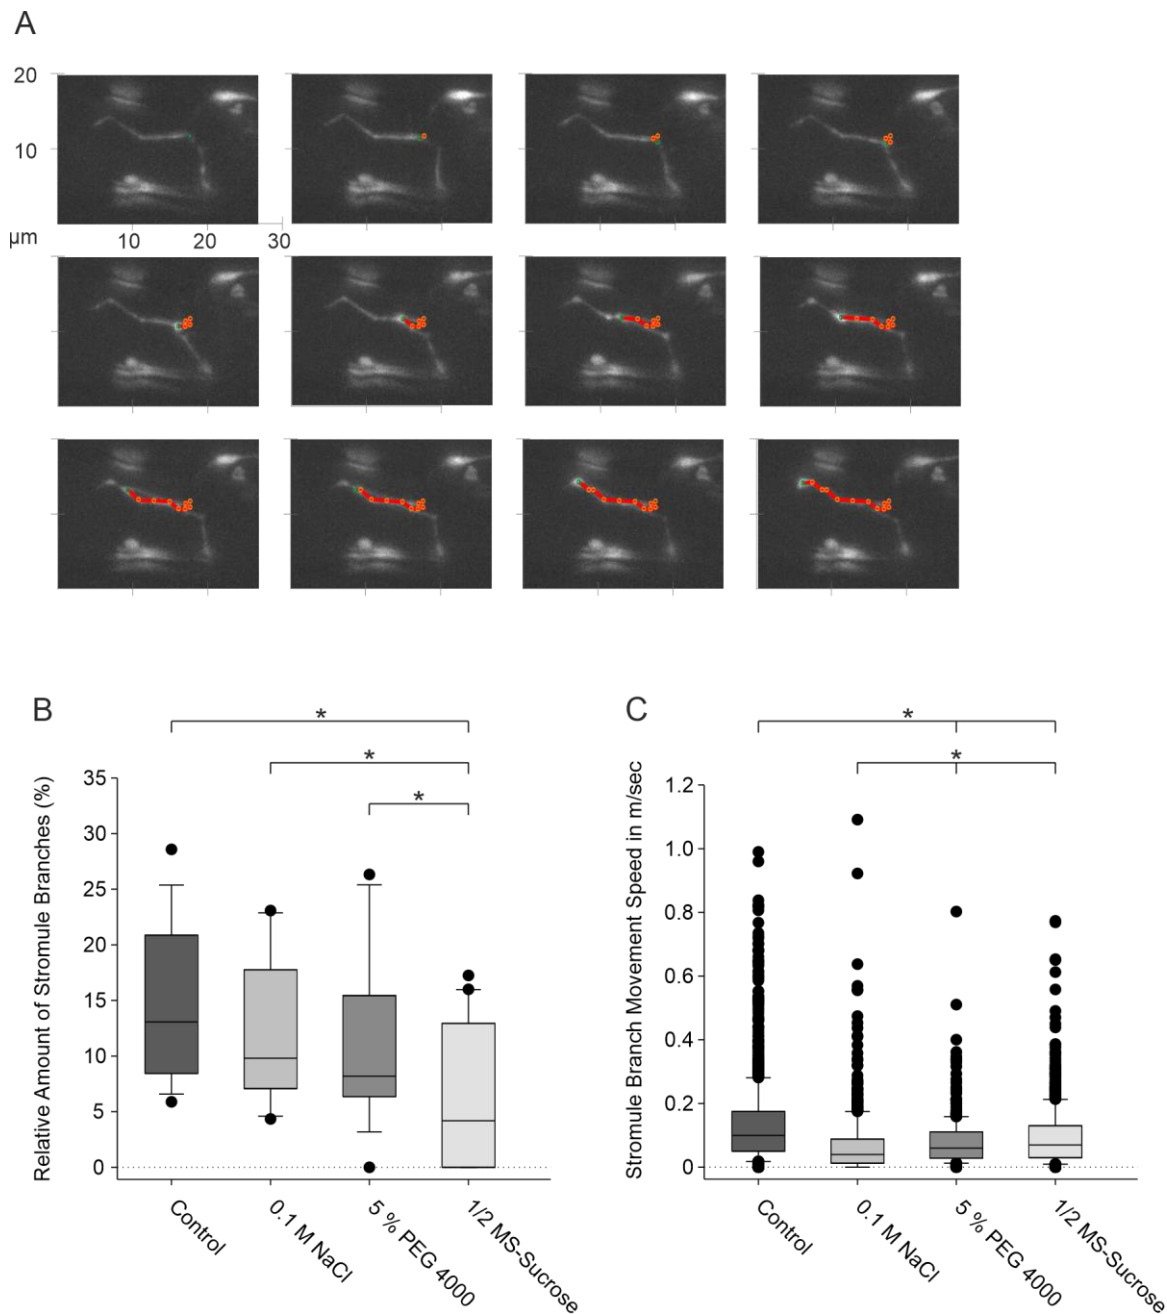 A
20
10
µm
10 20 30
B
C
*
*
*
*
*
Relative Amount of Stromule Branches (%)
35
30
25
20
15
10
5
0
Control
0.1 M NaCl
5 % PEG 4000
1/2 MS-Sucrose
Stromule Branch Movement Speed in m/sec
1.2
1.0
0.8
0.6
0.4
0.2
0
Control
0.1 M NaCl
5 % PEG 4000
1/2 MS-Sucrose